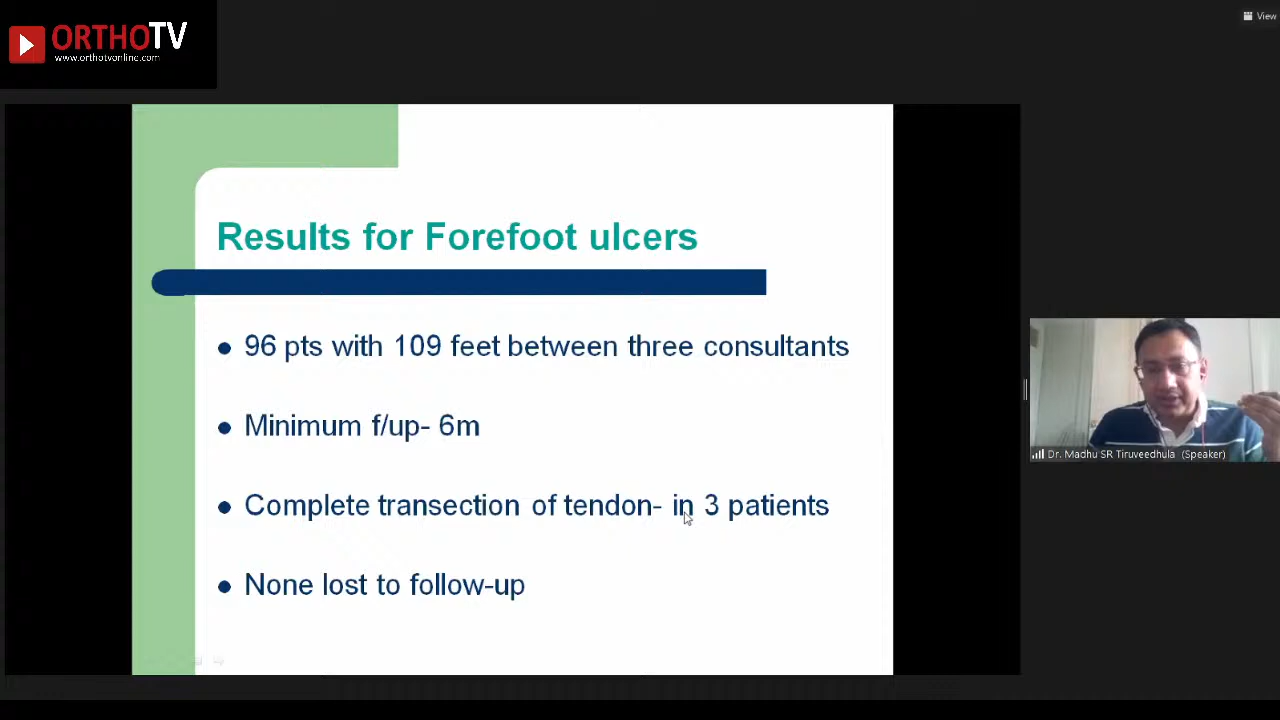 ORTHOTV
www.orthotvonline.com
View
Results for Forefoot ulcers
96 pts with 109 feet between three consultants
Minimum f/up- 6m
Complete transection of tendon- in 3 patients
None lost to follow-up
Dr. Madhu SR Tiruveedhula (Speaker)